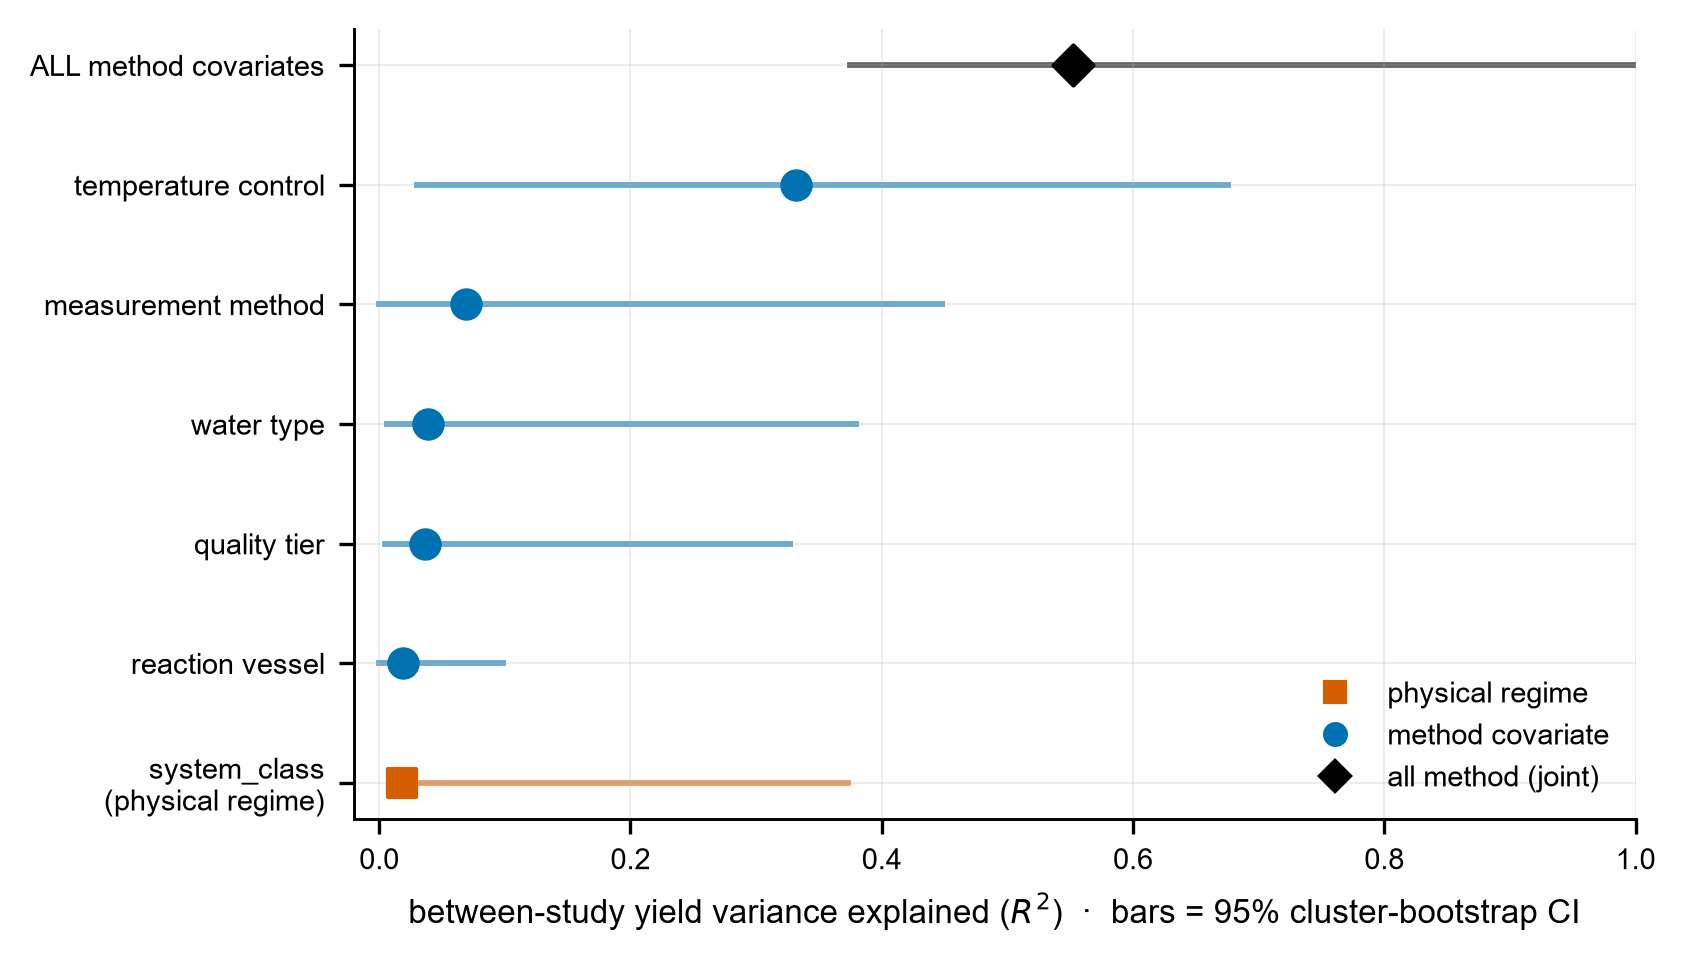 ALL method covariates
temperature control
measurement method
water type
quality tier
reaction vessel
system_class
(physical regime)
physical regime
method covariate
all method (joint)
0.0 0.2 0.4 0.6 0.8 1.0
between-study yield variance explained (R²) · bars = 95% cluster-bootstrap CI